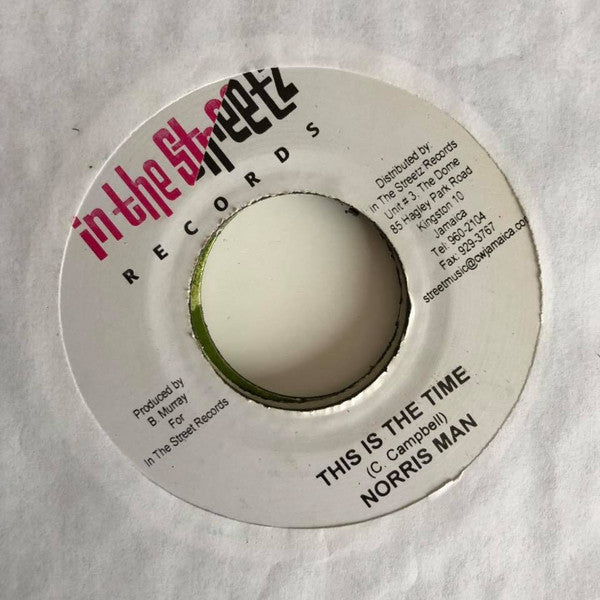 in the Streetz
RECORDS
Distributed by:
In The Streetz Records
Unit # 3, The Dome
85 Hagley Park Road
Kingston 10
Jamaica
Tel: 960-2104
Fax: 929-3767
streetmusic@cwjamaica.com
Produced by
B. Murray
For
In The Street Records
THIS IS THE TIME
(C. Campbell)
NORRIS MAN